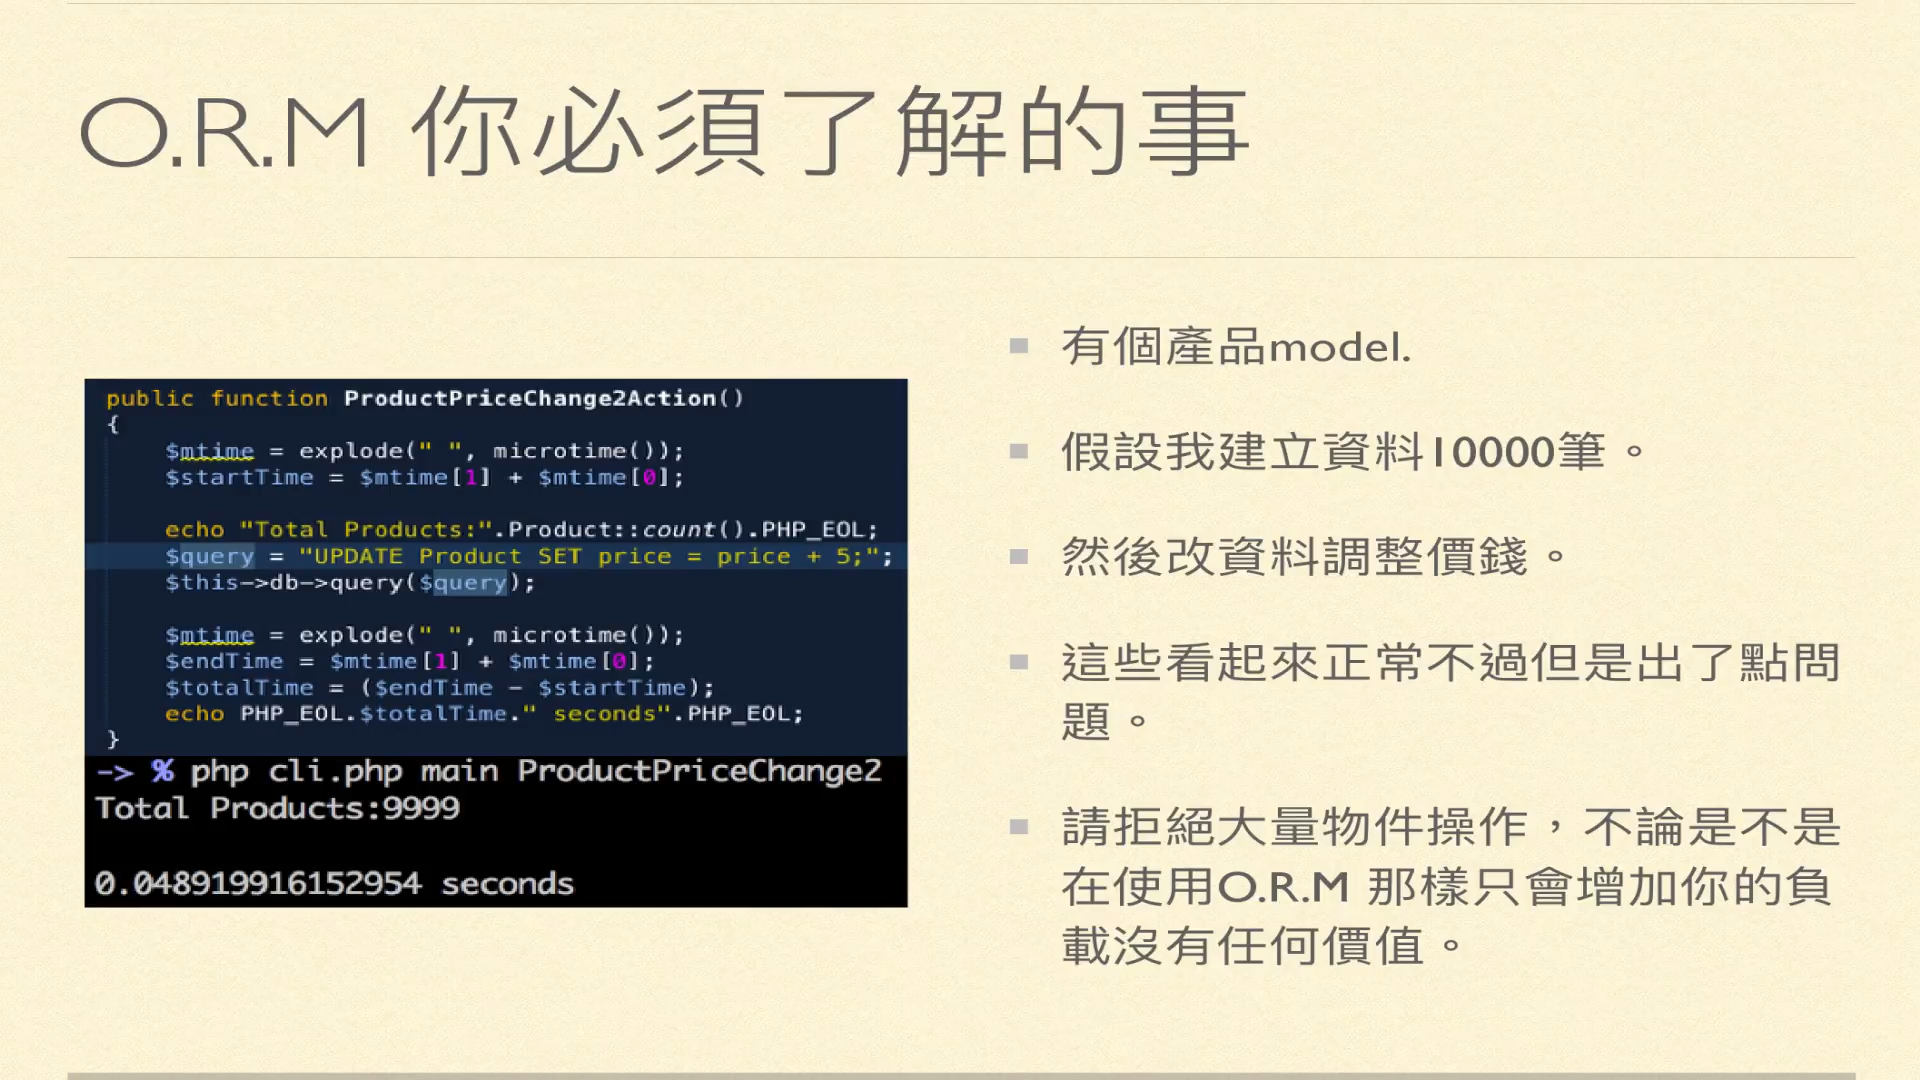 O.R.M 你必須了解的事
public function ProductPriceChange2Action()
{
$mtime = explode(" ", microtime());
$startTime = $mtime[1] + $mtime[0];
echo "Total Products:".Product::count().PHP_EOL;
$query = "UPDATE Product SET price = price + 5;";
$this->db->query($query);
$mtime = explode(" ", microtime());
$endTime = $mtime[1] + $mtime[0];
$totalTime = ($endTime - $startTime);
echo PHP_EOL.$totalTime." seconds".PHP_EOL;
}
-> % php cli.php main ProductPriceChange2
Total Products:9999
0.048919916152954 seconds
有個產品model.
假設我建立資料10000筆。
然後改資料調整價錢。
這些看起來正常不過但是出了點問
題。
請拒絕大量物件操作，不論是不是
在使用O.R.M 那樣只會增加你的負
載沒有任何價值。